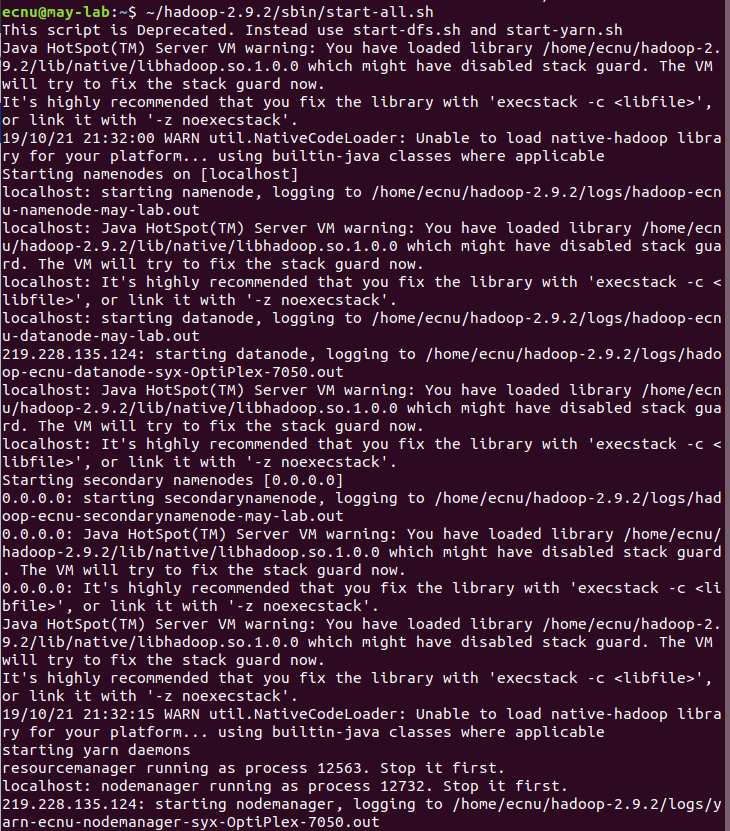 ecnu@may-lab:~$ ~/hadoop-2.9.2/sbin/start-all.sh
This script is Deprecated. Instead use start-dfs.sh and start-yarn.sh
Java HotSpot(TM) Server VM warning: You have loaded library /home/ecnu/hadoop-2.
9.2/lib/native/libhadoop.so.1.0.0 which might have disabled stack guard. The VM
will try to fix the stack guard now.
It's highly recommended that you fix the library with 'execstack -c <libfile>',
or link it with '-z noexecstack'.
19/10/21 21:32:00 WARN util.NativeCodeLoader: Unable to load native-hadoop libra
ry for your platform... using builtin-java classes where applicable
Starting namenodes on [localhost]
localhost: starting namenode, logging to /home/ecnu/hadoop-2.9.2/logs/hadoop-ecn
u-namenode-may-lab.out
localhost: Java HotSpot(TM) Server VM warning: You have loaded library /home/ecn
u/hadoop-2.9.2/lib/native/libhadoop.so.1.0.0 which might have disabled stack gua
rd. The VM will try to fix the stack guard now.
localhost: It's highly recommended that you fix the library with 'execstack -c <
libfile>', or link it with '-z noexecstack'.
localhost: starting datanode, logging to /home/ecnu/hadoop-2.9.2/logs/hadoop-ecn
u-datanode-may-lab.out
219.228.135.124: starting datanode, logging to /home/ecnu/hadoop-2.9.2/logs/hado
op-ecnu-datanode-syx-OptiPlex-7050.out
localhost: Java HotSpot(TM) Server VM warning: You have loaded library /home/ecn
u/hadoop-2.9.2/lib/native/libhadoop.so.1.0.0 which might have disabled stack gua
rd. The VM will try to fix the stack guard now.
localhost: It's highly recommended that you fix the library with 'execstack -c <
libfile>', or link it with '-z noexecstack'.
Starting secondary namenodes [0.0.0.0]
0.0.0.0: starting secondarynamenode, logging to /home/ecnu/hadoop-2.9.2/logs/had
oop-ecnu-secondarynamenode-may-lab.out
0.0.0.0: Java HotSpot(TM) Server VM warning: You have loaded library /home/ecnu/
hadoop-2.9.2/lib/native/libhadoop.so.1.0.0 which might have disabled stack guard
. The VM will try to fix the stack guard now.
0.0.0.0: It's highly recommended that you fix the library with 'execstack -c <li
bfile>', or link it with '-z noexecstack'.
Java HotSpot(TM) Server VM warning: You have loaded library /home/ecnu/hadoop-2.
9.2/lib/native/libhadoop.so.1.0.0 which might have disabled stack guard. The VM
will try to fix the stack guard now.
It's highly recommended that you fix the library with 'execstack -c <libfile>',
or link it with '-z noexecstack'.
19/10/21 21:32:15 WARN util.NativeCodeLoader: Unable to load native-hadoop libra
ry for your platform... using builtin-java classes where applicable
starting yarn daemons
resourcemanager running as process 12563. Stop it first.
localhost: nodemanager running as process 12732. Stop it first.
219.228.135.124: starting nodemanager, logging to /home/ecnu/hadoop-2.9.2/logs/y
arn-ecnu-nodemanager-syx-OptiPlex-7050.out